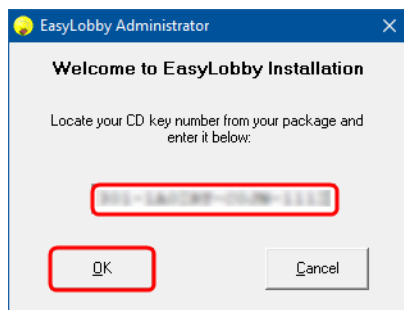 EasyLobby Administrator
Welcome to EasyLobby Installation
Locate your CD key number from your package and
enter it below:
OK
Cancel